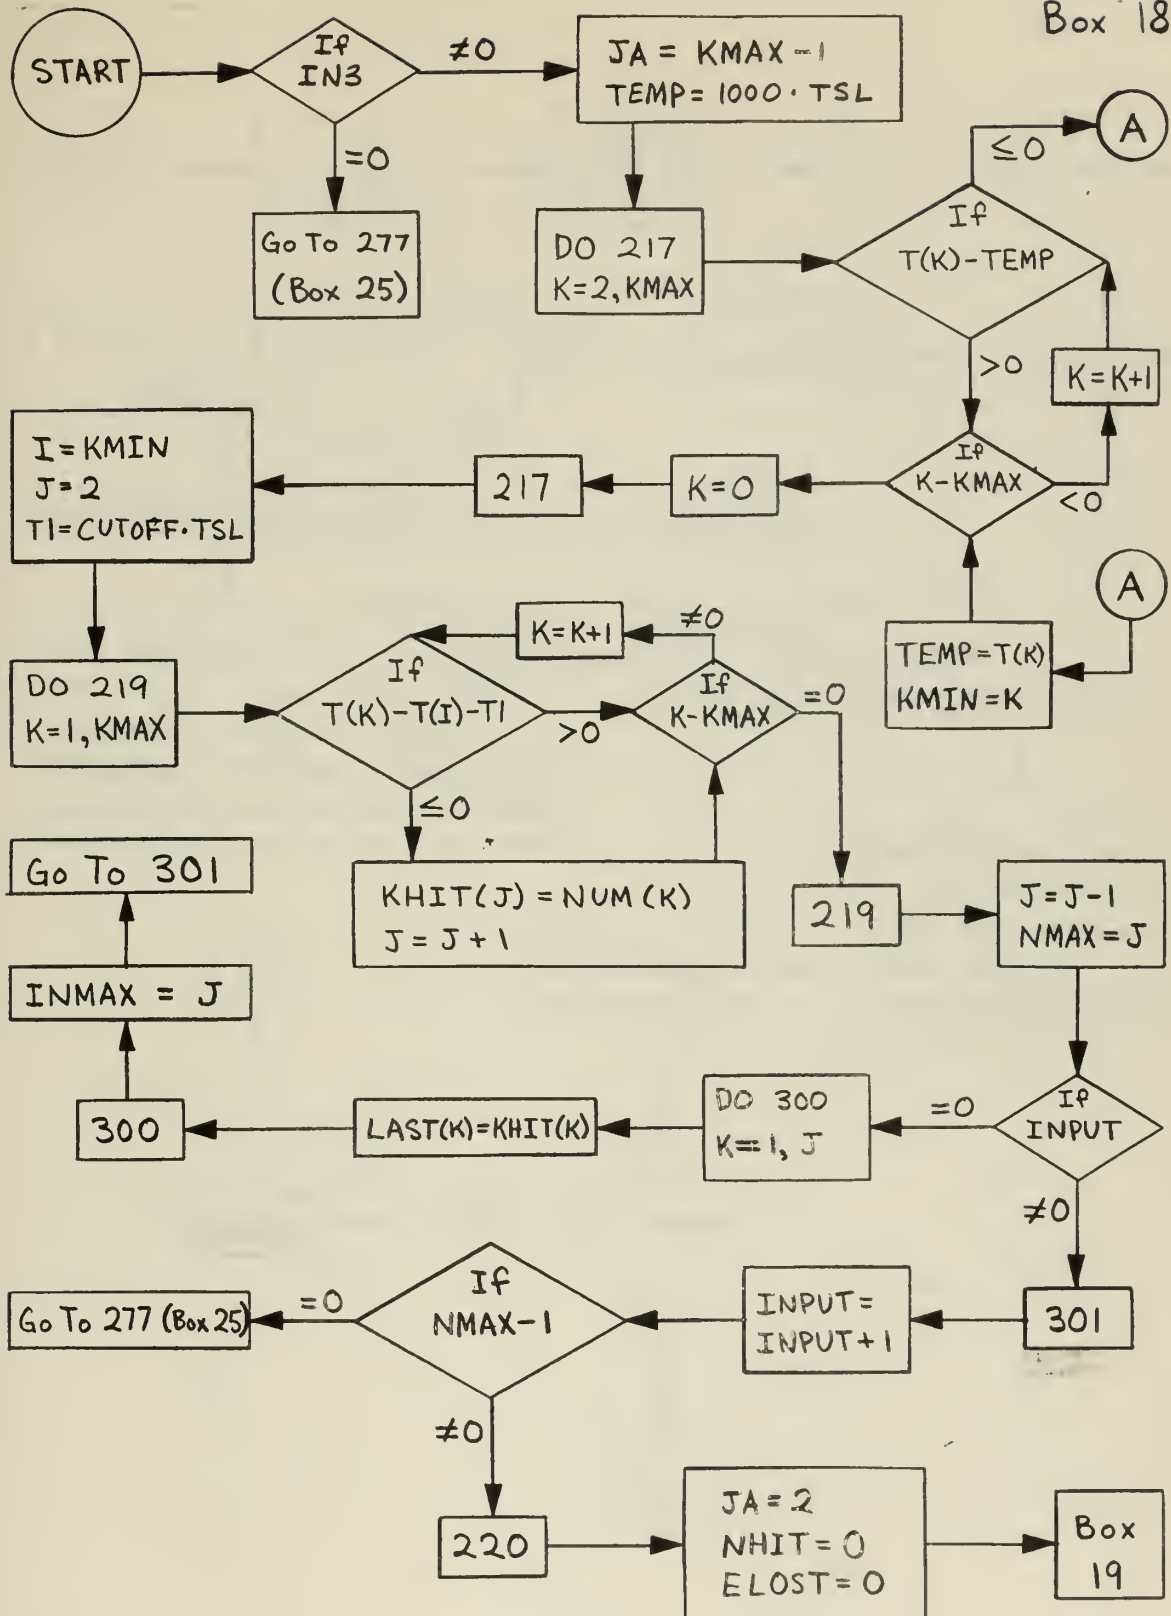 Box 18
START
If
IN3
≠0
=0
JA = KMAX -1
TEMP = 1000 · TSL
A
≤0
Go To 277
(Box 25)
DO 217
K=2, KMAX
If
T(K)-TEMP
>0
K=K+1
I = KMIN
J=2
T1=CUTOFF·TSL
217
K=0
If
K-KMAX
<0
A
TEMP=T(K)
KMIN=K
DO 219
K=1, KMAX
If
T(K)-T(I)-T1
>0
≤0
K=K+1
≠0
If
K-KMAX
=0
KHIT(J) = NUM(K)
J = J + 1
219
J=J-1
NMAX=J
Go To 301
INMAX = J
300
LAST(K)=KHIT(K)
DO 300
K=1, J
=0
If
INPUT
≠0
Go To 277 (Box 25)
=0
If
NMAX-1
≠0
INPUT=
INPUT+1
301
220
JA=2
NHIT=0
ELOST=0
Box
19